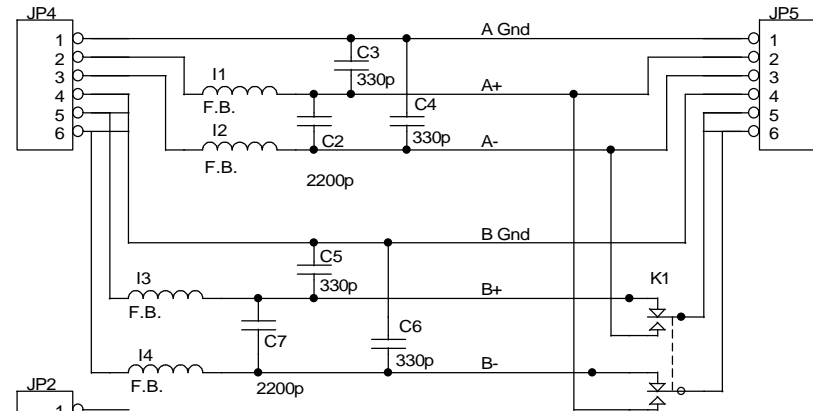 JP4
JP5
1
2
3
4
5
6
A Gnd
1
2
3
4
5
6
C3
330p
I1
F.B.
A+
C4
330p
I2
F.B.
C2
2200p
A-
B Gnd
C5
330p
K1
I3
F.B.
B+
C7
2200p
C6
330p
I4
F.B.
B-
JP2
1